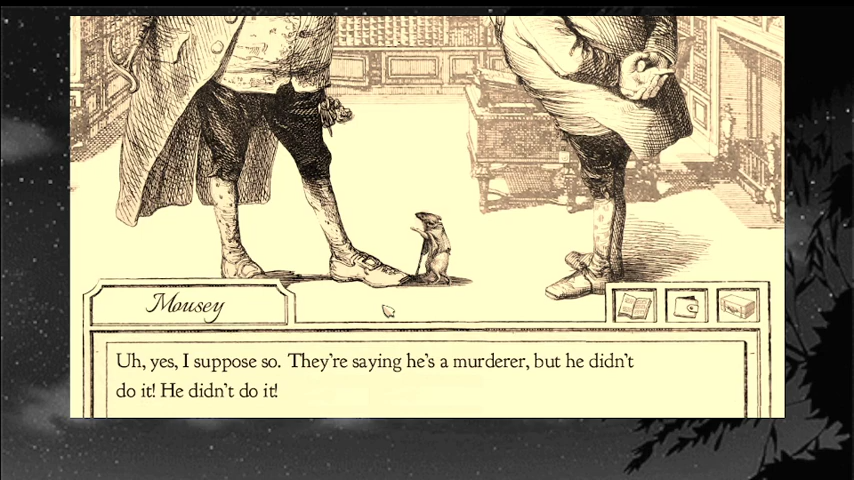 Mousey
Uh, yes, I suppose so. They're saying he's a murderer, but he didn't
do it! He didn't do it!